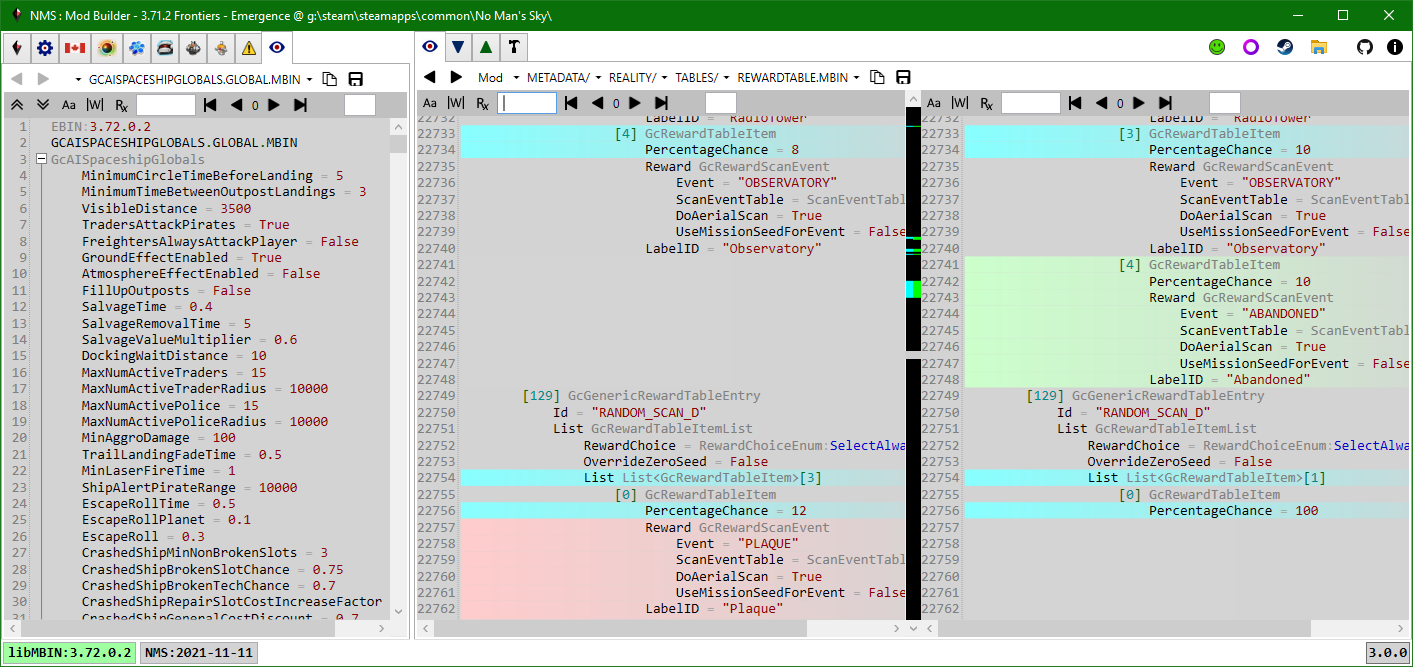 NMS : Mod Builder - 3.71.2 Frontiers - Emergence @ g:\steam\steamapps\common\No Man's Sky\
GCAISPACESHIPGLOBALS.GLOBAL.MBIN
Aa |W| Rx 0
1 EBIN:3.72.0.2
2 GCAISPACESHIPGLOBALS.GLOBAL.MBIN
3 GcAISpaceshipGlobals
4 MinimumCircleTimeBeforeLanding = 5
5 MinimumTimeBetweenOutpostLandings = 3
6 VisibleDistance = 3500
7 TradersAttackPirates = True
8 FreightersAlwaysAttackPlayer = False
9 GroundEffectEnabled = True
10 AtmosphereEffectEnabled = False
11 FillUpOutposts = False
12 SalvageTime = 0.4
13 SalvageRemovalTime = 5
14 SalvageValueMultiplier = 0.6
15 DockingWaitDistance = 10
16 MaxNumActiveTraders = 15
17 MaxNumActiveTraderRadius = 10000
18 MaxNumActivePolice = 15
19 MaxNumActivePoliceRadius = 10000
20 MinAggroDamage = 100
21 TrailLandingFadeTime = 0.5
22 MinLaserFireTime = 1
23 ShipAlertPirateRange = 10000
24 EscapeRollTime = 0.5
25 EscapeRollPlanet = 0.1
26 EscapeRoll = 0.3
27 CrashedShipMinNonBrokenSlots = 3
28 CrashedShipBrokenSlotChance = 0.75
29 CrashedShipBrokenTechChance = 0.7
30 CrashedShipRepairSlotCostIncreaseFactor
31 CrashedShipGeneralCostDiscount = 0.7
Mod METADATA/ REALITY/ TABLES/ REWARDTABLE.MBIN
Aa |W| Rx 0
22732 LabelID = "RadioTower"
22733 [4] GcRewardTableItem
22734 PercentageChance = 8
22735 Reward GcRewardScanEvent
22736 Event = "OBSERVATORY"
22737 ScanEventTable = ScanEventTabl
22738 DoAerialScan = True
22739 UseMissionSeedForEvent = False
22740 LabelID = "Observatory"
22741
22742
22743
22744
22745
22746
22747
22748
22749 [129] GcGenericRewardTableEntry
22750 Id = "RANDOM_SCAN_D"
22751 List GcRewardTableItemList
22752 RewardChoice = RewardChoiceEnum:SelectAlwa
22753 OverrideZeroSeed = False
22754 List List<GcRewardTableItem>[3]
22755 [0] GcRewardTableItem
22756 PercentageChance = 12
22757 Reward GcRewardScanEvent
22758 Event = "PLAQUE"
22759 ScanEventTable = ScanEventTabl
22760 DoAerialScan = True
22761 UseMissionSeedForEvent = False
22762 LabelID = "Plaque"
Aa |W| Rx 0
22732 LabelID = "RadioTower"
22733 [3] GcRewardTableItem
22734 PercentageChance = 10
22735 Reward GcRewardScanEvent
22736 Event = "OBSERVATORY"
22737 ScanEventTable = ScanEventTabl
22738 DoAerialScan = True
22739 UseMissionSeedForEvent = False
22740 LabelID = "Observatory"
22741 [4] GcRewardTableItem
22742 PercentageChance = 10
22743 Reward GcRewardScanEvent
22744 Event = "ABANDONED"
22745 ScanEventTable = ScanEventTabl
22746 DoAerialScan = True
22747 UseMissionSeedForEvent = False
22748 LabelID = "Abandoned"
22749 [129] GcGenericRewardTableEntry
22750 Id = "RANDOM_SCAN_D"
22751 List GcRewardTableItemList
22752 RewardChoice = RewardChoiceEnum:SelectAlwa
22753 OverrideZeroSeed = False
22754 List List<GcRewardTableItem>[1]
22755 [0] GcRewardTableItem
22756 PercentageChance = 100
22757
22758
22759
22760
22761
22762
libMBIN:3.72.0.2 NMS:2021-11-11 3.0.0